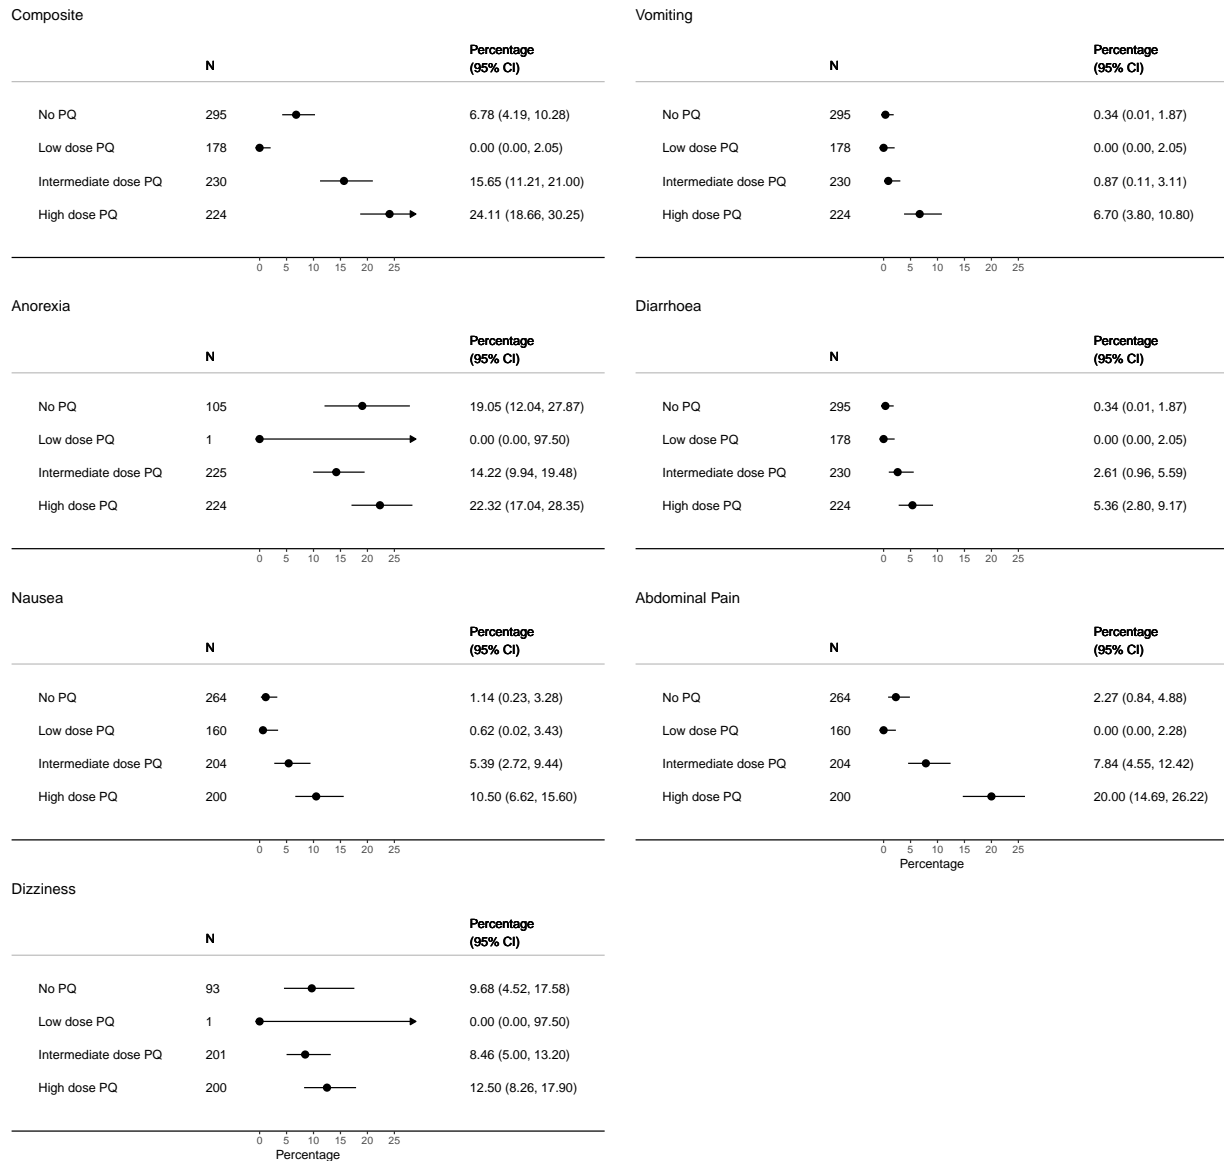 Composite
Percentage
N (95% CI)
No PQ 295 6.78 (4.19, 10.28)
Low dose PQ 178 0.00 (0.00, 2.05)
Intermediate dose PQ 230 15.65 (11.21, 21.00)
High dose PQ 224 24.11 (18.66, 30.25)
0 5 10 15 20 25
Vomiting
Percentage
N (95% CI)
No PQ 295 0.34 (0.01, 1.87)
Low dose PQ 178 0.00 (0.00, 2.05)
Intermediate dose PQ 230 0.87 (0.11, 3.11)
High dose PQ 224 6.70 (3.80, 10.80)
0 5 10 15 20 25
Anorexia
Percentage
N (95% CI)
No PQ 105 19.05 (12.04, 27.87)
Low dose PQ 1 0.00 (0.00, 97.50)
Intermediate dose PQ 225 14.22 (9.94, 19.48)
High dose PQ 224 22.32 (17.04, 28.35)
0 5 10 15 20 25
Diarrhoea
Percentage
N (95% CI)
No PQ 295 0.34 (0.01, 1.87)
Low dose PQ 178 0.00 (0.00, 2.05)
Intermediate dose PQ 230 2.61 (0.96, 5.59)
High dose PQ 224 5.36 (2.80, 9.17)
0 5 10 15 20 25
Nausea
Percentage
N (95% CI)
No PQ 264 1.14 (0.23, 3.28)
Low dose PQ 160 0.62 (0.02, 3.43)
Intermediate dose PQ 204 5.39 (2.72, 9.44)
High dose PQ 200 10.50 (6.62, 15.60)
0 5 10 15 20 25
Abdominal Pain
Percentage
N (95% CI)
No PQ 264 2.27 (0.84, 4.88)
Low dose PQ 160 0.00 (0.00, 2.28)
Intermediate dose PQ 204 7.84 (4.55, 12.42)
High dose PQ 200 20.00 (14.69, 26.22)
0 5 10 15 20 25
Percentage
Dizziness
Percentage
N (95% CI)
No PQ 93 9.68 (4.52, 17.58)
Low dose PQ 1 0.00 (0.00, 97.50)
Intermediate dose PQ 201 8.46 (5.00, 13.20)
High dose PQ 200 12.50 (8.26, 17.90)
0 5 10 15 20 25
Percentage